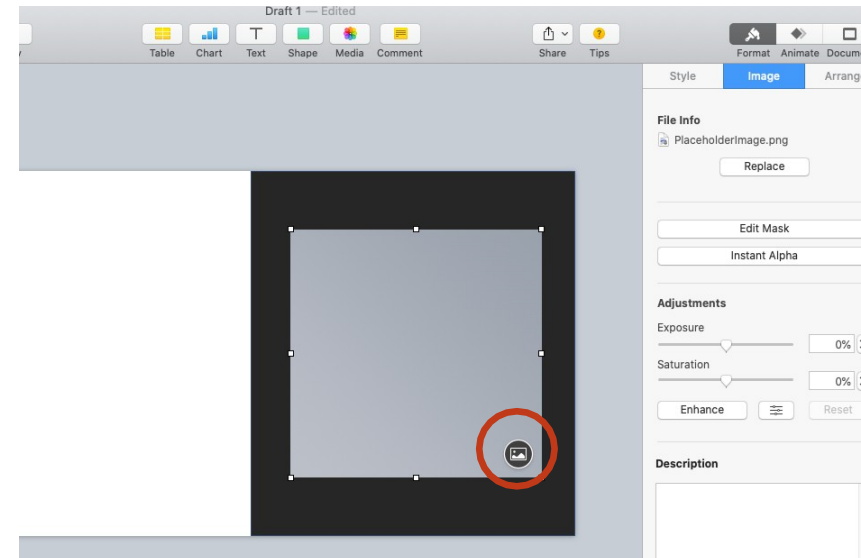 Draft 1 — Edited
Table Chart Text Shape Media Comment Share Tips Format Animate
Style Image
File Info
PlaceholderImage.png
Replace
Edit Mask
Instant Alpha
Adjustments
Exposure
0%
Saturation
0%
Enhance Reset
Description